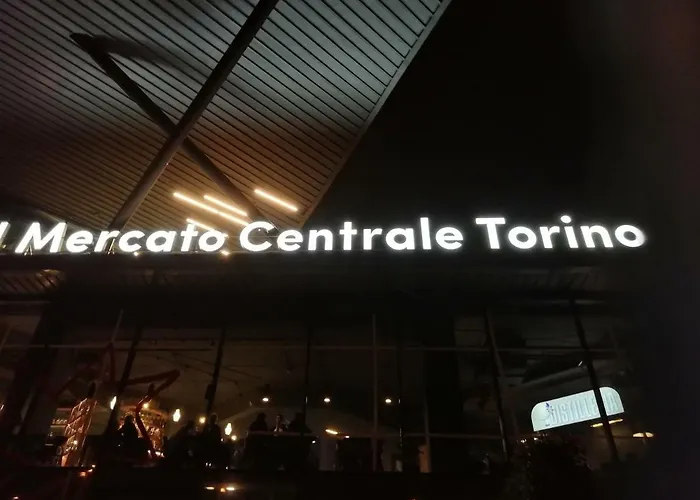 l Mercato Centrale Torino